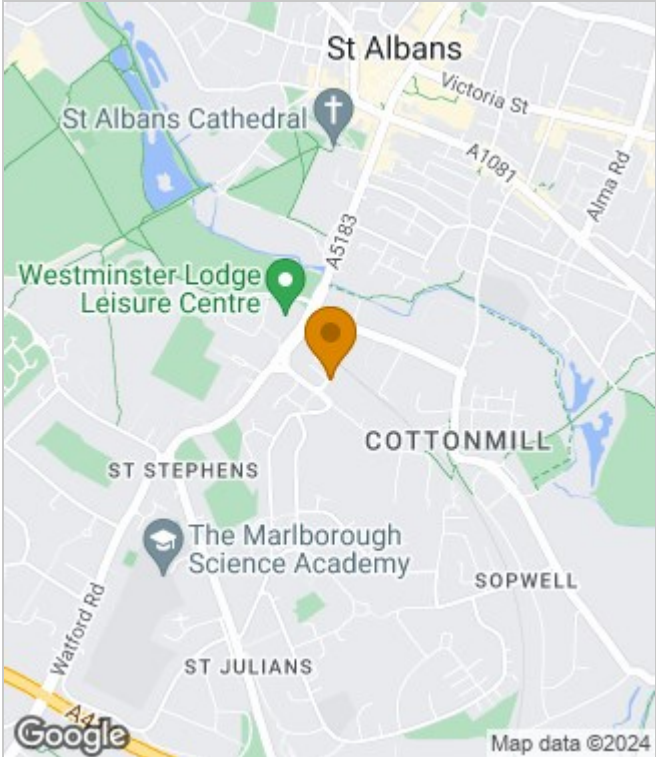 St Albans
Victoria St
St Albans Cathedral
A1081
Alma Rd
A5183
Westminster Lodge
Leisure Centre
COTTONMILL
ST STEPHENS
The Marlborough
Science Academy
SOPWELL
Watford Rd
ST JULIANS
Google
Map data ©2024